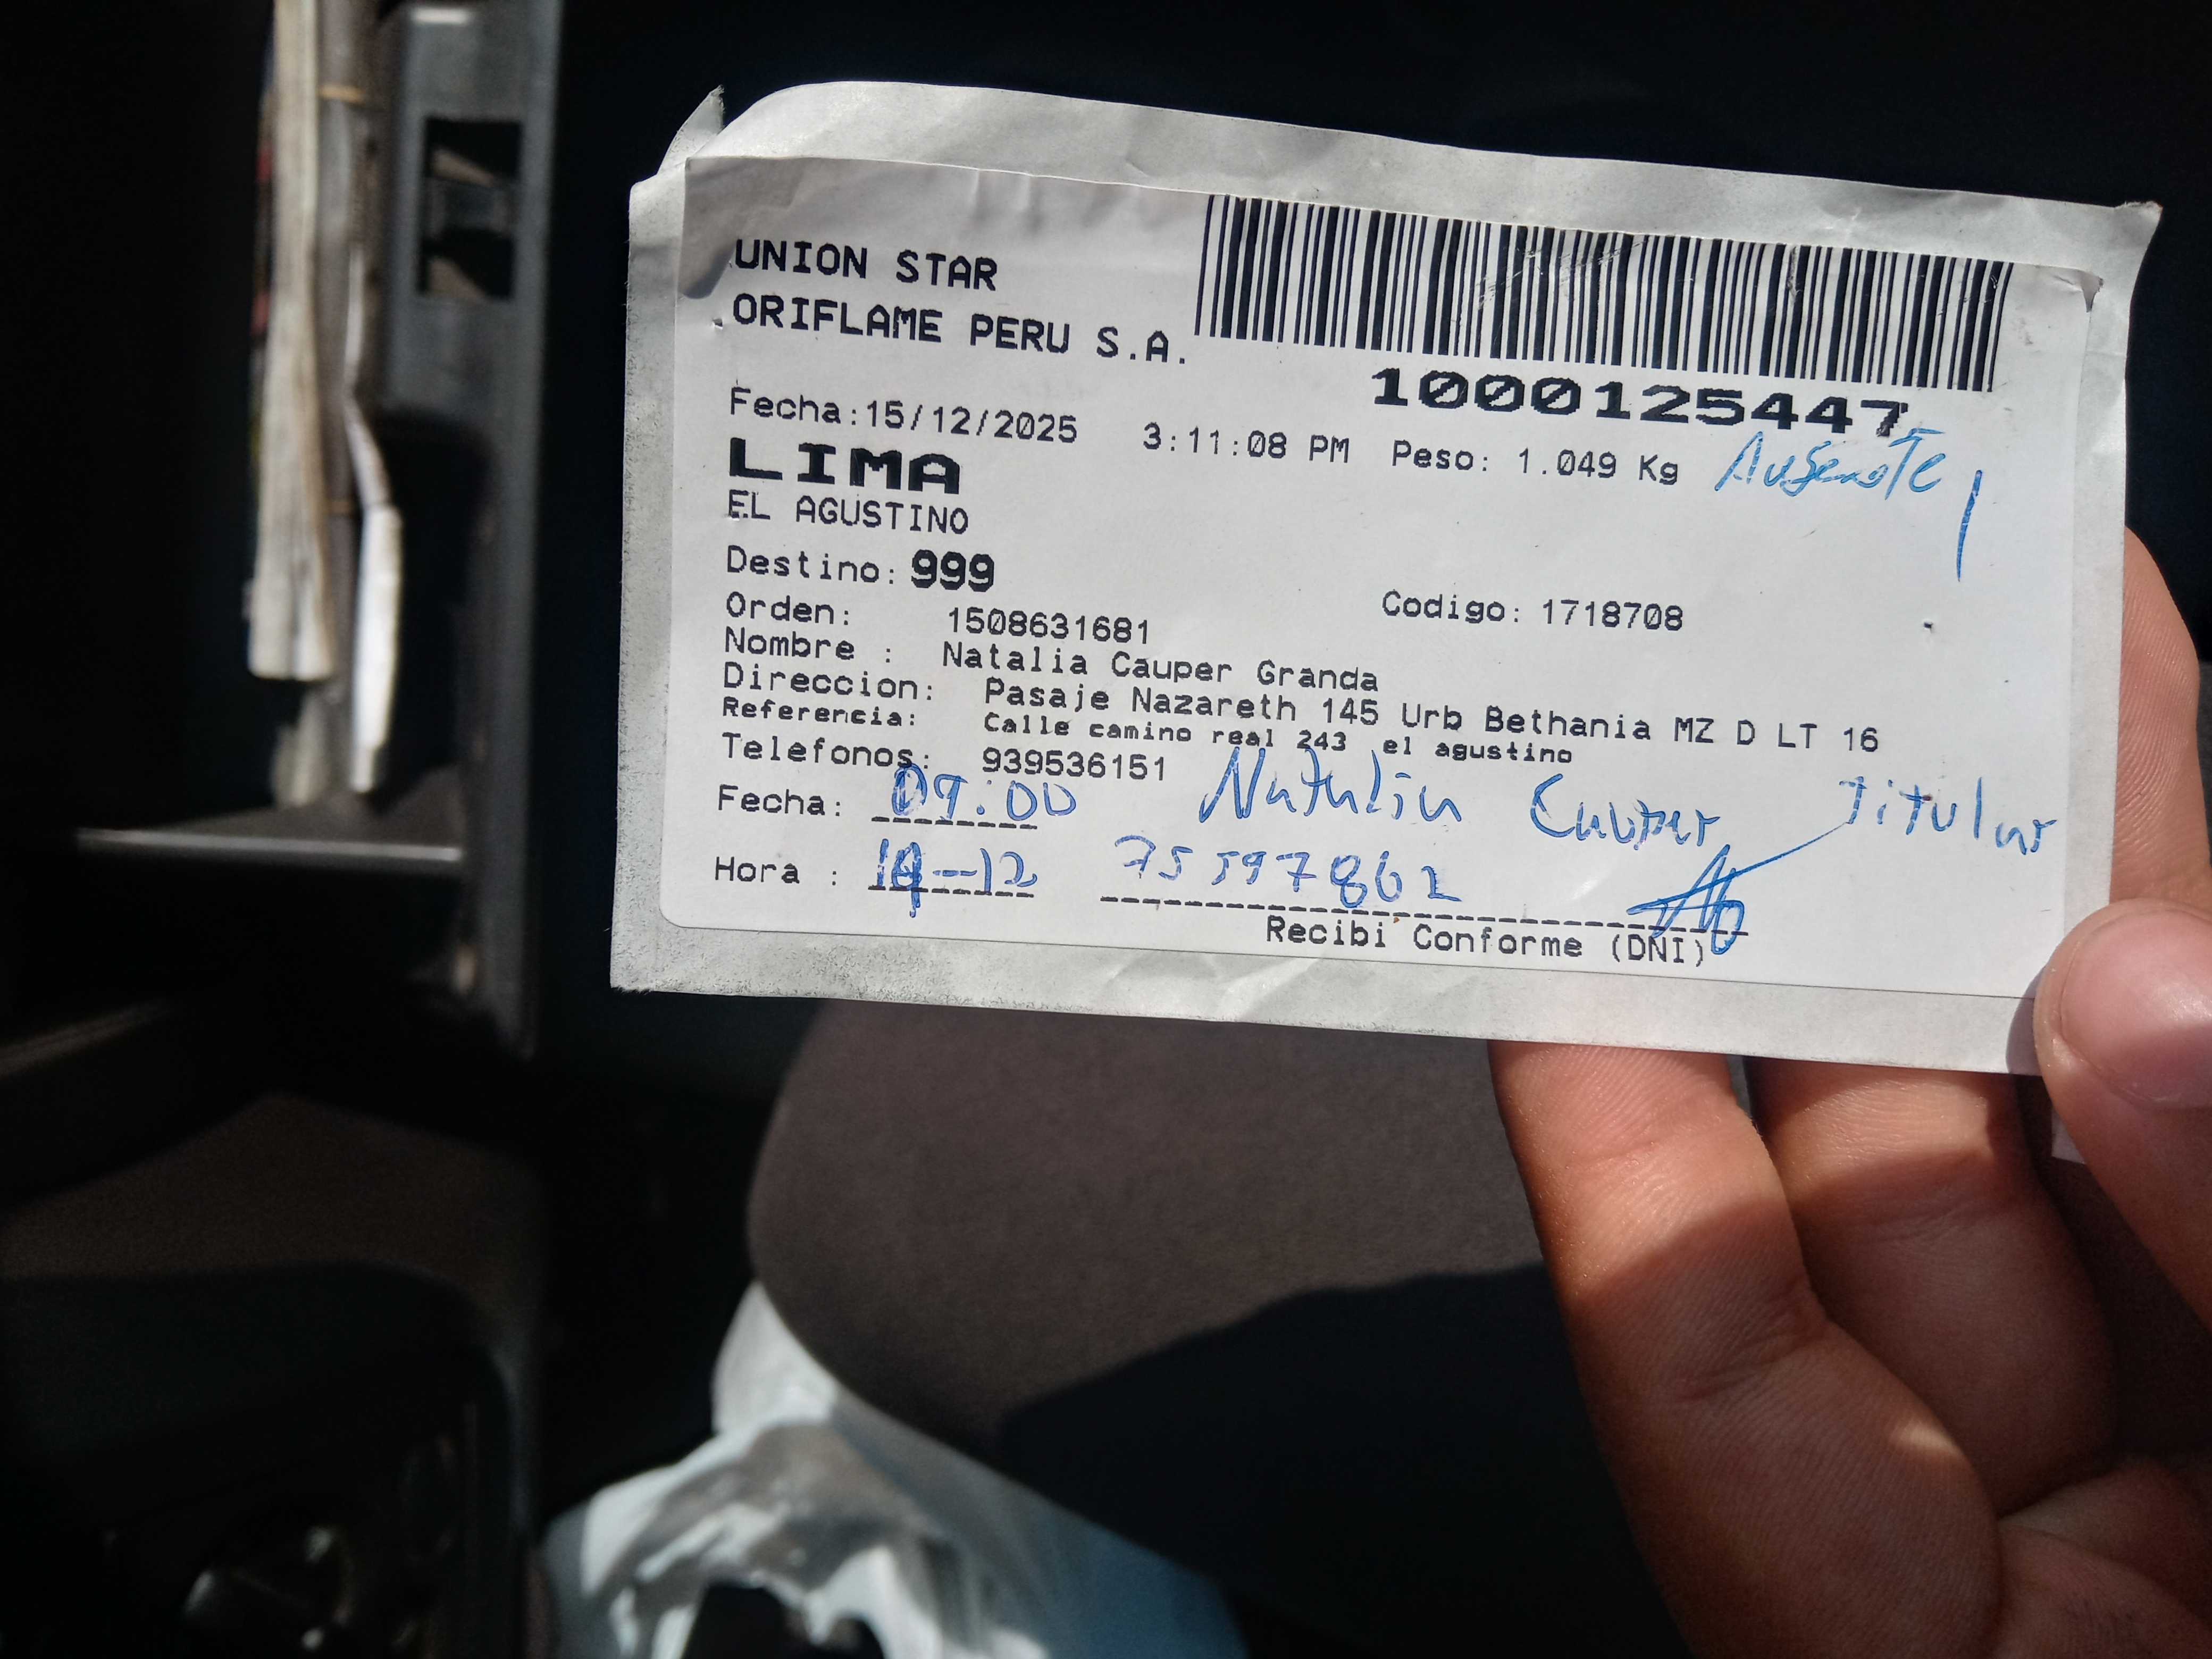 UNION STAR
ORIFLAME PERU S.A.
1000125447
Fecha:15/12/2025 3:11:08 PM Peso: 1.049 Kg Ausente
LIMA
EL AGUSTINO
Destino: 999
Orden: 1508631681 Codigo: 1718708
Nombre : Natalia Cauper Granda
Direccion: Pasaje Nazareth 145 Urb Bethania MZ D LT 16
Referencia: Calle camino real 243 el agustino
Telefonos: 939536151
Fecha: 09:00 Natalia Cauper Titular
Hora : -12 75597862
Recibi Conforme (DNI)